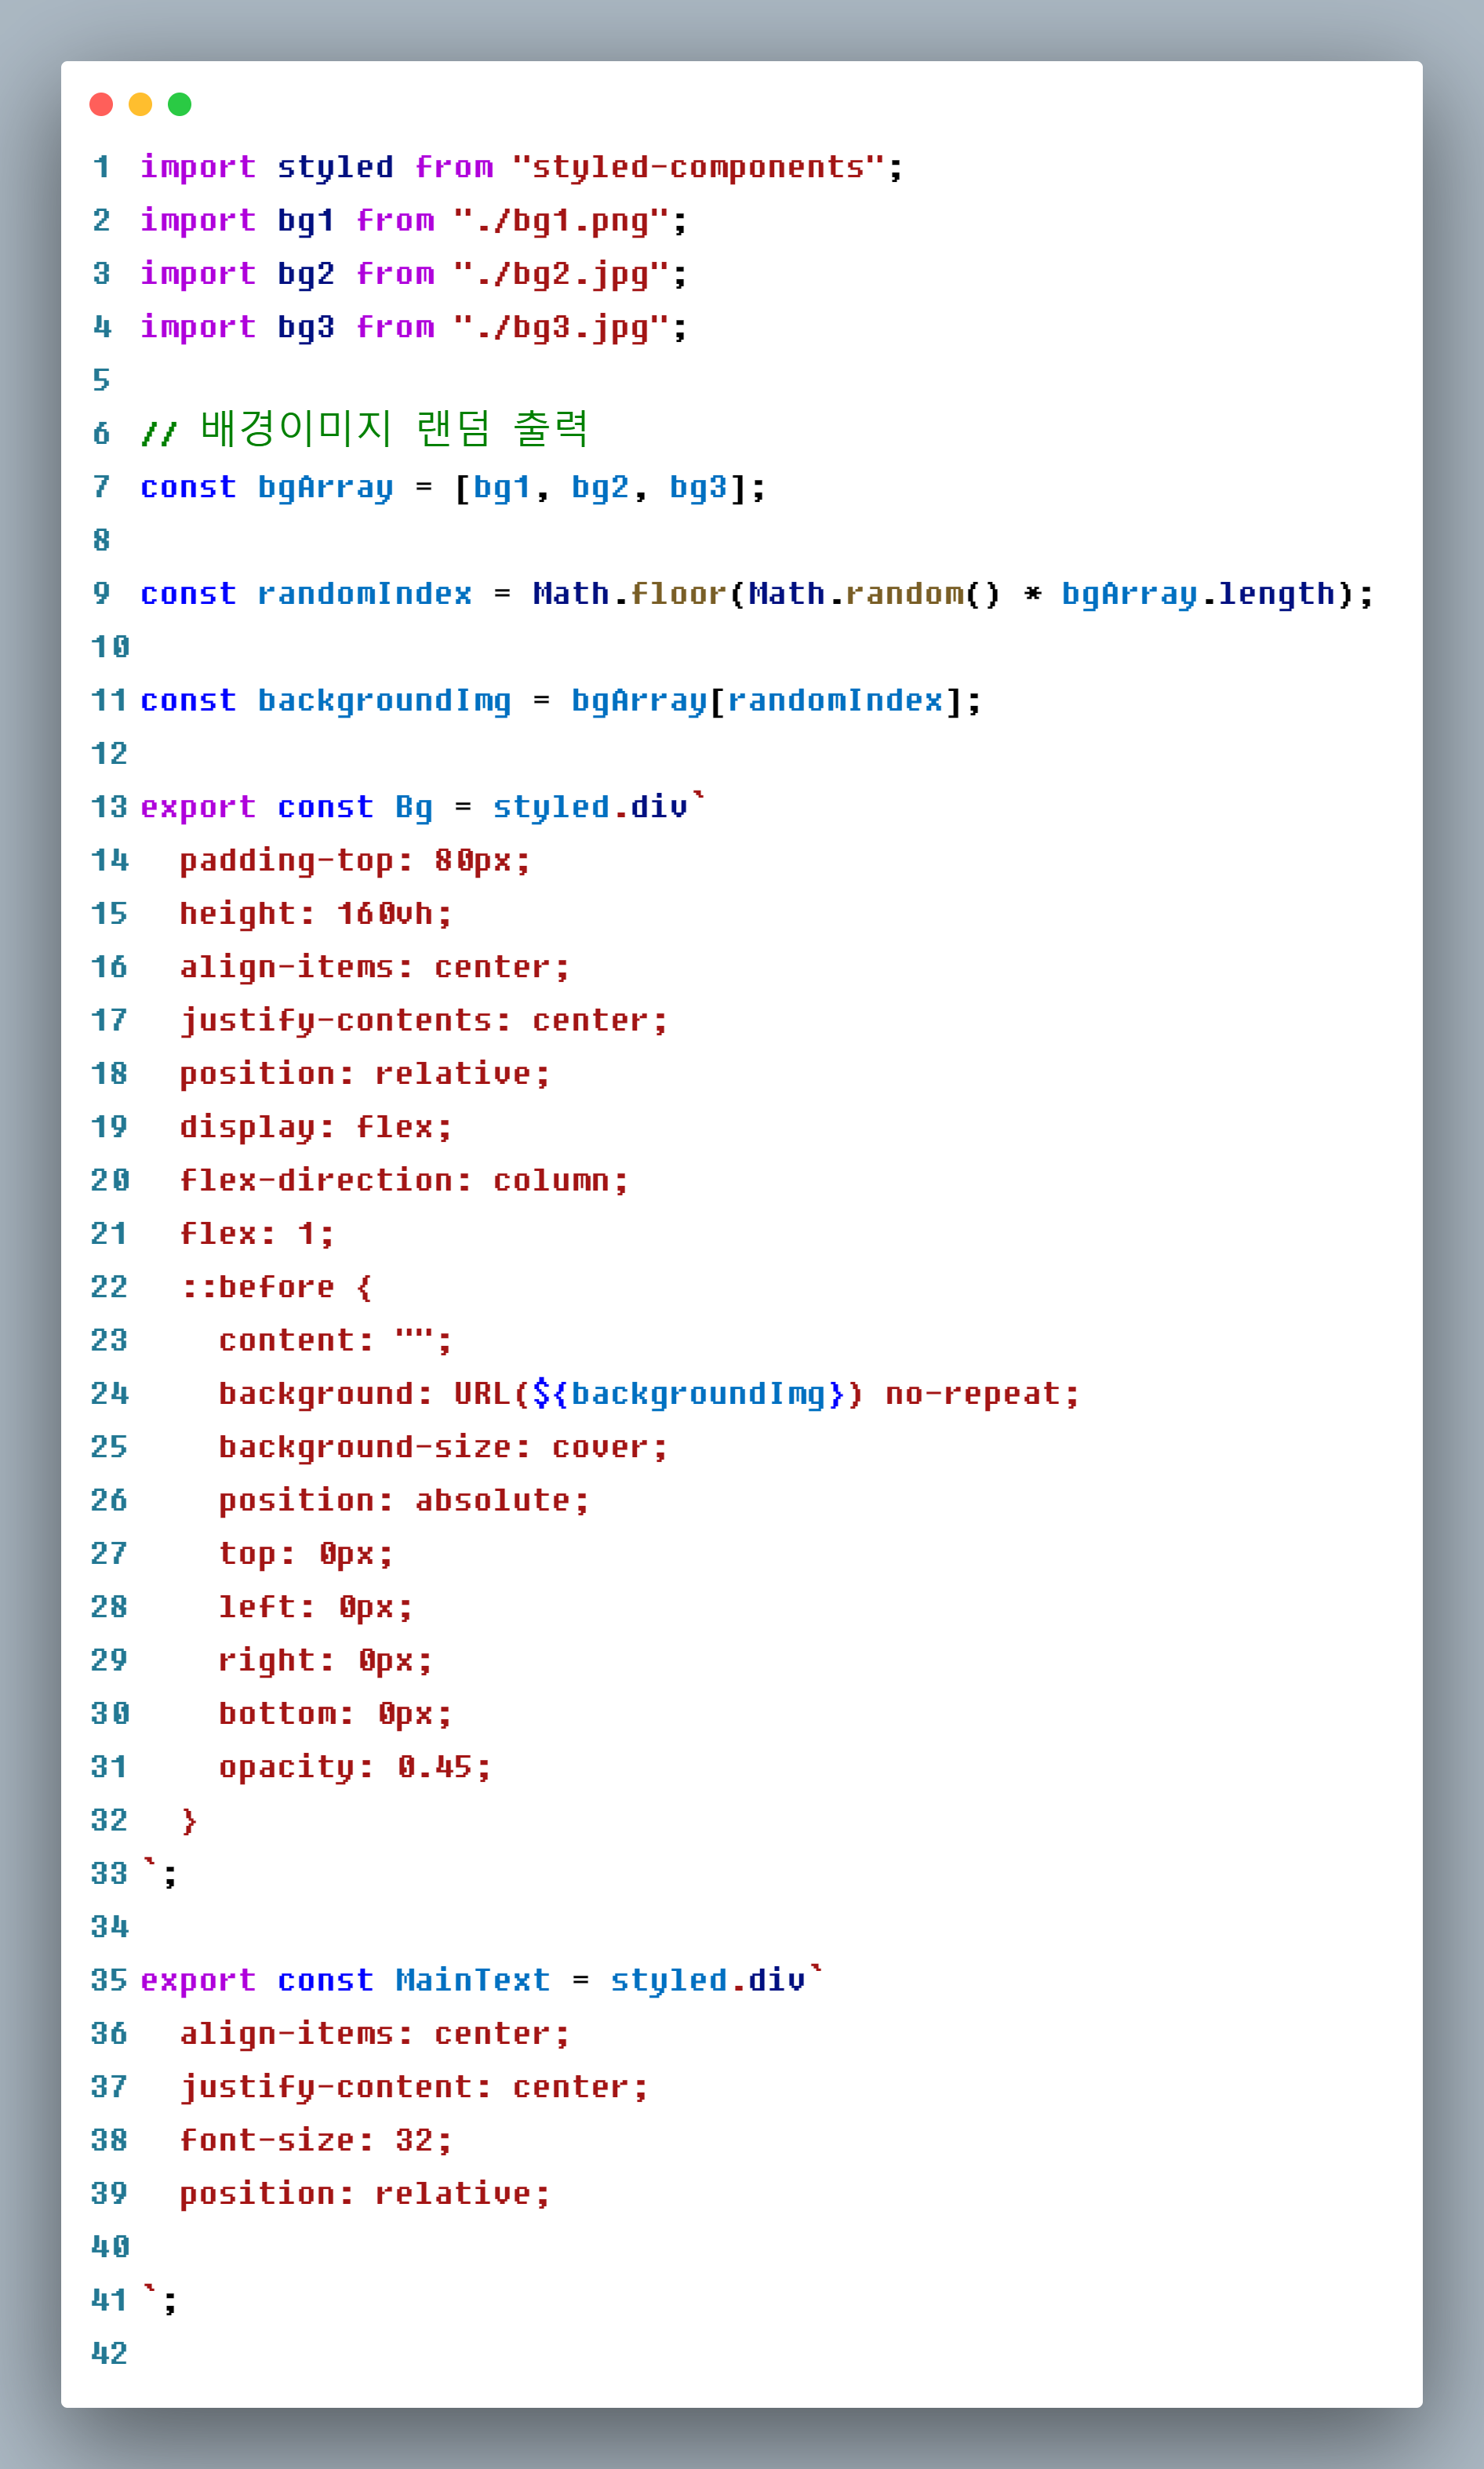 1 import styled from "styled-components";
2 import bg1 from "./bg1.png";
3 import bg2 from "./bg2.jpg";
4 import bg3 from "./bg3.jpg";
5
6 // 배경이미지 랜덤 출력
7 const bgArray = [bg1, bg2, bg3];
8
9 const randomIndex = Math.floor(Math.random() * bgArray.length);
10
11 const backgroundImg = bgArray[randomIndex];
12
13 export const Bg = styled.div`
14   padding-top: 80px;
15   height: 160vh;
16   align-items: center;
17   justify-contents: center;
18   position: relative;
19   display: flex;
20   flex-direction: column;
21   flex: 1;
22   ::before {
23     content: "";
24     background: URL(${backgroundImg}) no-repeat;
25     background-size: cover;
26     position: absolute;
27     top: 0px;
28     left: 0px;
29     right: 0px;
30     bottom: 0px;
31     opacity: 0.45;
32   }
33 `;
34
35 export const MainText = styled.div`
36   align-items: center;
37   justify-content: center;
38   font-size: 32;
39   position: relative;
40
41 `;
42